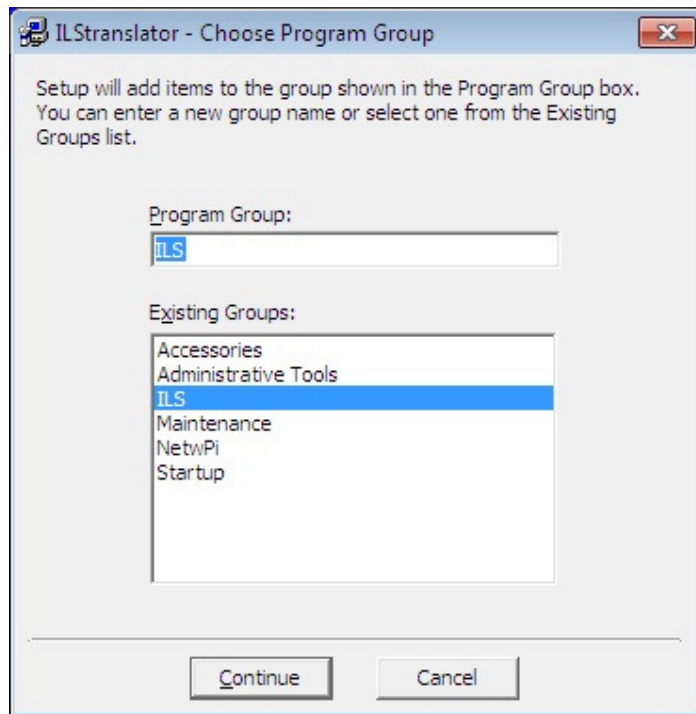 ILStranslator - Choose Program Group
Setup will add items to the group shown in the Program Group box.
You can enter a new group name or select one from the Existing
Groups list.
Program Group:
ILS
Existing Groups:
Accessories
Administrative Tools
ILS
Maintenance
NetwPi
Startup
Continue
Cancel